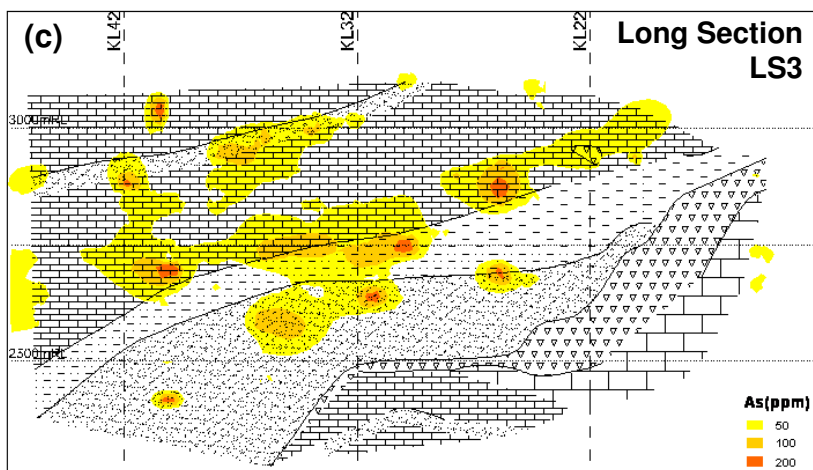 (c)
KL42
KL32
KL22
Long Section
LS3
3000mRL
2500mRL
As(ppm)
50
100
200